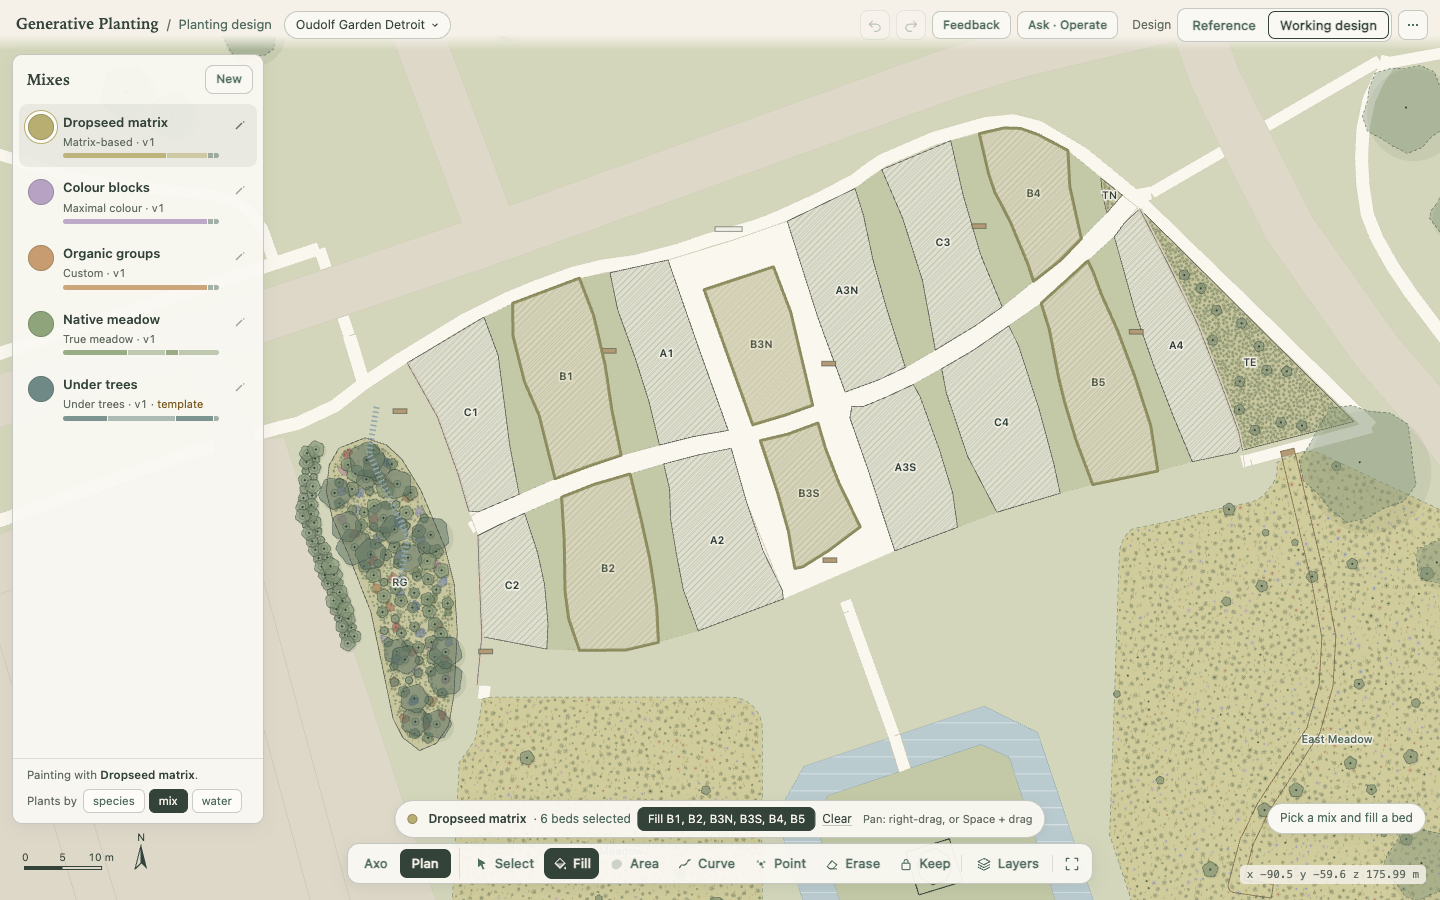 Generative Planting / Planting design Oudolf Garden Detroit
Feedback Ask · Operate Design Reference Working design ...
Mixes New
Dropseed matrix
Matrix-based · v1
Colour blocks
Maximal colour · v1
Organic groups
Custom · v1
Native meadow
True meadow · v1
Under trees
Under trees · v1 · template
Painting with Dropseed matrix.
Plants by species mix water
TN
B4
C3
A3N
B3N
A1
B1
C1
A4
TE
B5
C4
A3S
B3S
A2
B2
C2
RG
East Meadow
Dropseed matrix · 6 beds selected Fill B1, B2, B3N, B3S, B4, B5 Clear Pan: right-drag, or Space + drag
Pick a mix and fill a bed
N
0 5 10 m
Axo Plan Select Fill Area Curve Point Erase Keep Layers
x −90.5 y −59.6 z 175.99 m